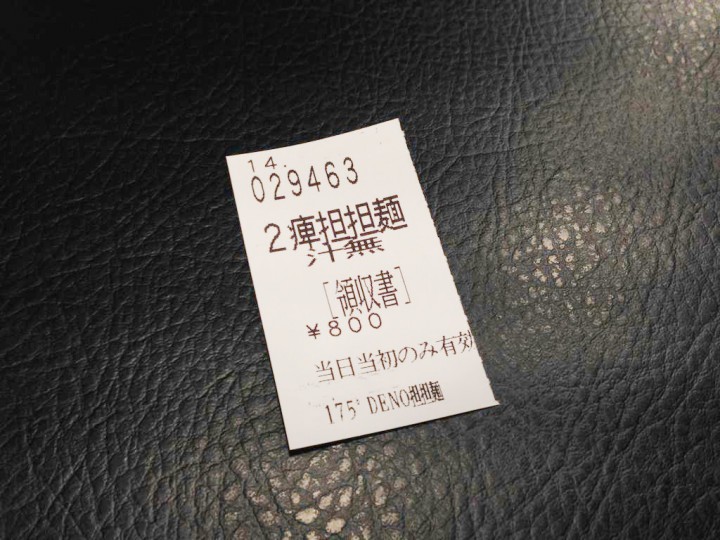 14.
029463
2痺担担麺
汁無
[領収書]
¥800
当日当初のみ有効
175°DENO担担麺